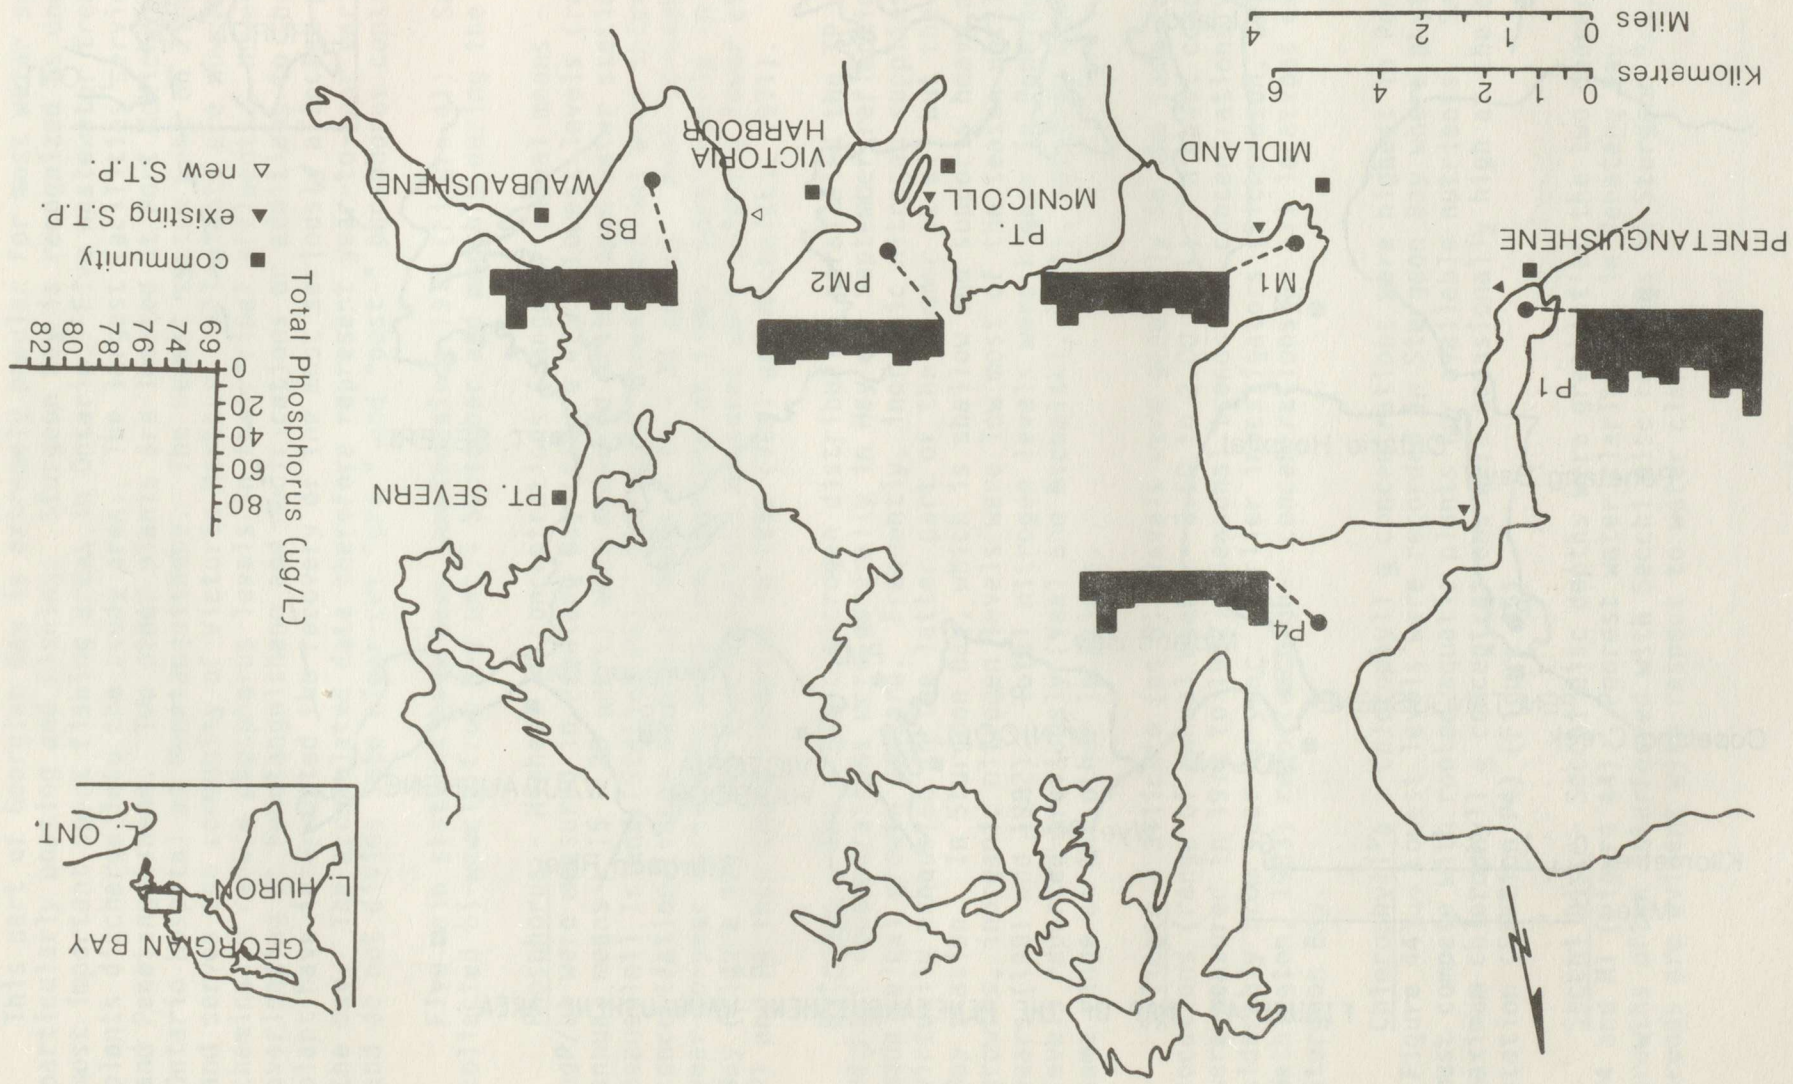 GEORGIAN BAY
L. HURON
L. ONT.
N
P4
PT. SEVERN
P1
PENETANGUISHENE
M1
MIDLAND
PT.
McNICOLL
PM2
VICTORIA
HARBOUR
BS
WAUBAUSHENE
Total Phosphorus (ug/L)
80
60
40
20
0
69 74 76 78 80 82
■ community
▲ existing S.T.P.
△ new S.T.P.
Kilometres
0 1 2 4 6
Miles
0 1 2 4